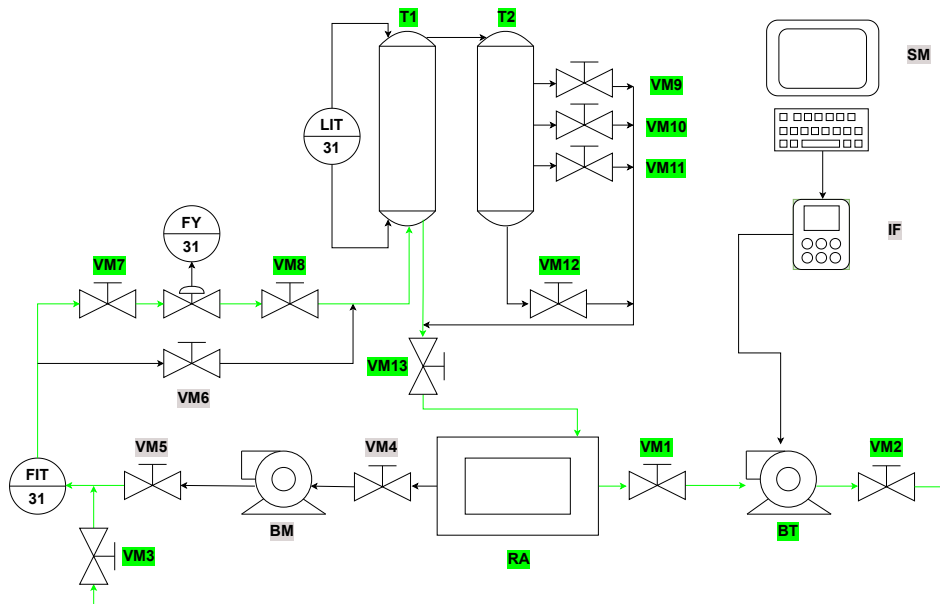 T1
T2
SM
VM9
LIT
31
VM10
VM11
FY
31
IF
VM7
VM8
VM12
VM13
VM6
VM5
VM4
VM1
VM2
FIT
31
BM
BT
VM3
RA